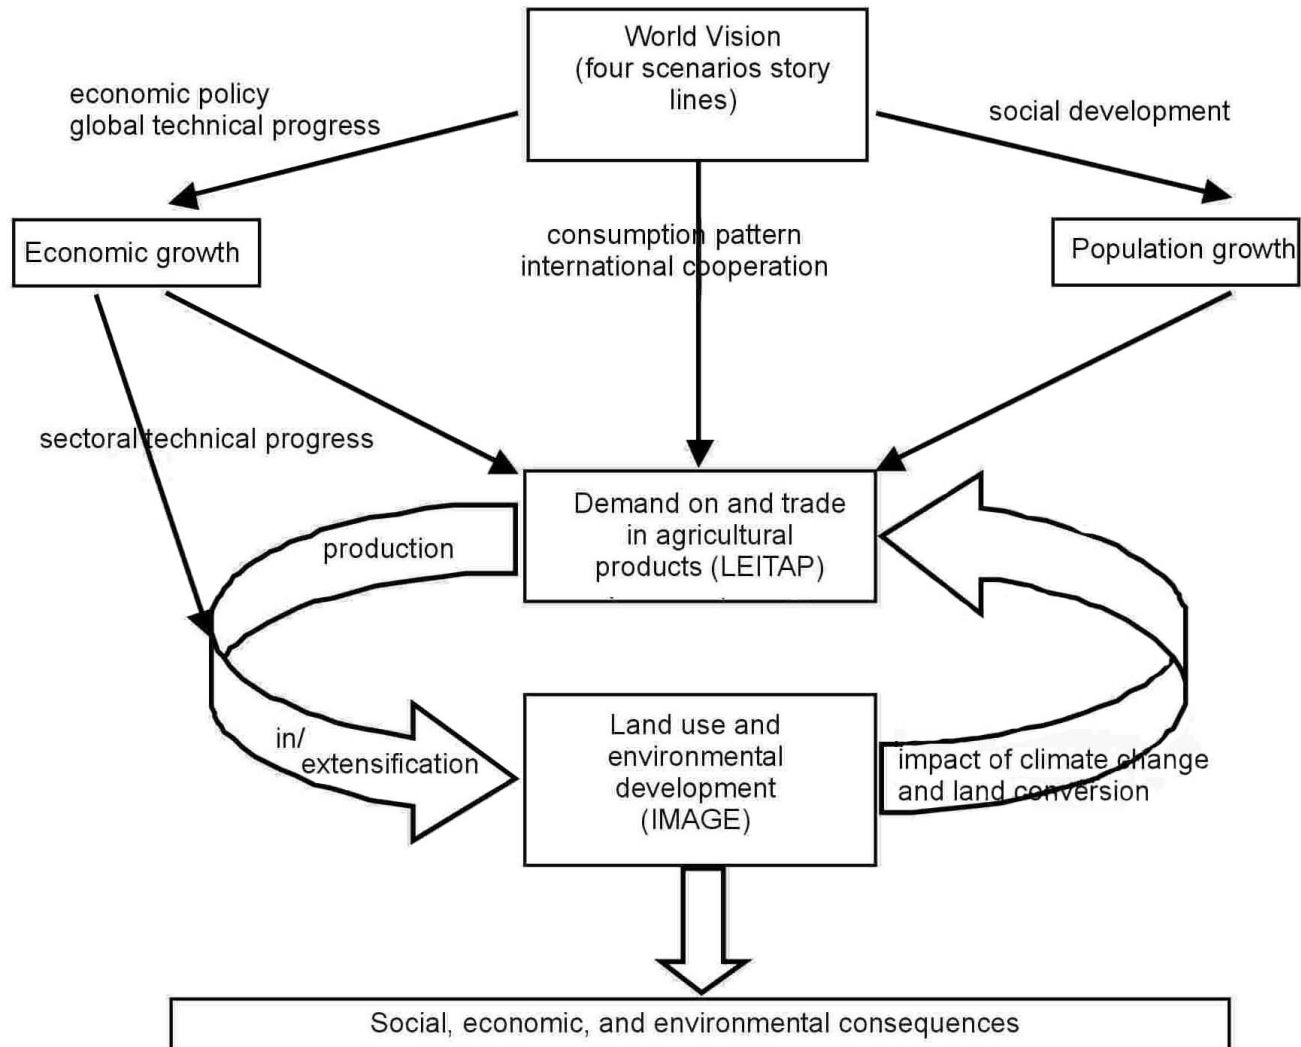 World Vision
(four scenarios story
lines)
economic policy
global technical progress
social development
Economic growth
consumption pattern
international cooperation
Population growth
sectoral technical progress
Demand on and trade
in agricultural
products (LEITAP)
production
Land use and
environmental
development
(IMAGE)
in/
extensification
impact of climate change
and land conversion
Social, economic, and environmental consequences